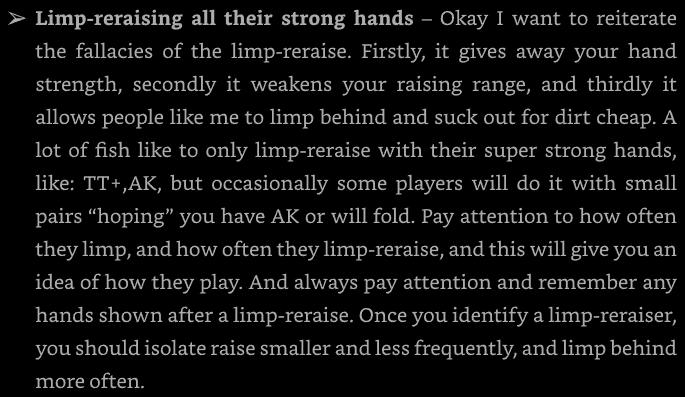 ➢ Limp-reraising all their strong hands – Okay I want to reiterate
the fallacies of the limp-reraise. Firstly, it gives away your hand
strength, secondly it weakens your raising range, and thirdly it
allows people like me to limp behind and suck out for dirt cheap. A
lot of fish like to only limp-reraise with their super strong hands,
like: TT+,AK, but occasionally some players will do it with small
pairs “hoping” you have AK or will fold. Pay attention to how often
they limp, and how often they limp-reraise, and this will give you an
idea of how they play. And always pay attention and remember any
hands shown after a limp-reraise. Once you identify a limp-reraiser,
you should isolate raise smaller and less frequently, and limp behind
more often.